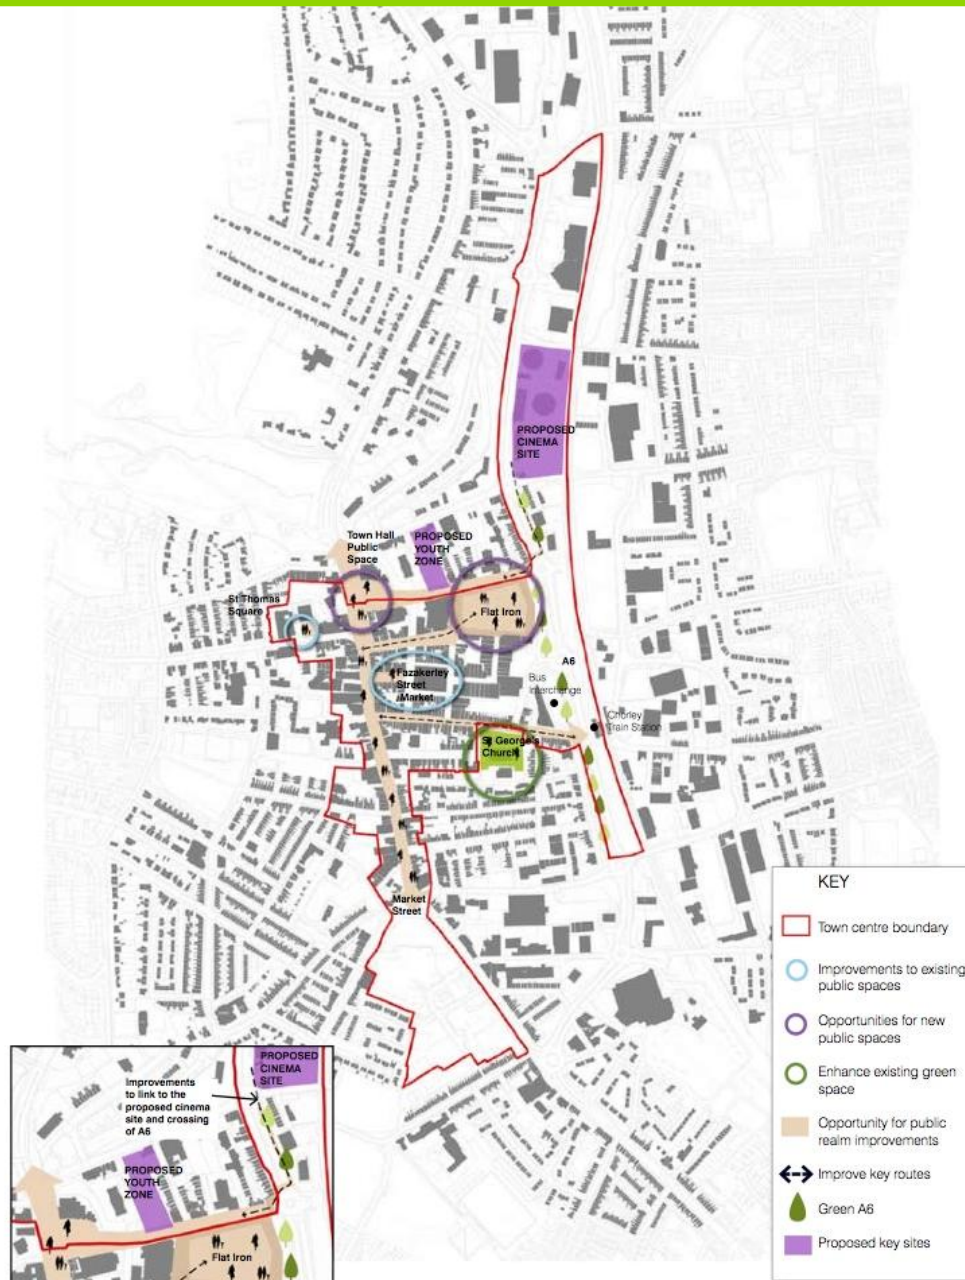 PROPOSED
CINEMA
SITE
Town Hall
Public
Space
PROPOSED
YOUTH
ZONE
St Thomas
Square
Flat Iron
Fazakerley
Street
Market
A6
Bus
Interchange
Chorley
Train Station
St George's
Church
Market
Street
KEY
Town centre boundary
Improvements to existing
public spaces
Opportunities for new
public spaces
Enhance existing green
space
Opportunity for public
realm improvements
Improve key routes
Green A6
Proposed key sites
PROPOSED
CINEMA
SITE
Improvements
to link to the
proposed cinema
site and crossing
of A6
PROPOSED
YOUTH
ZONE
Flat Iron